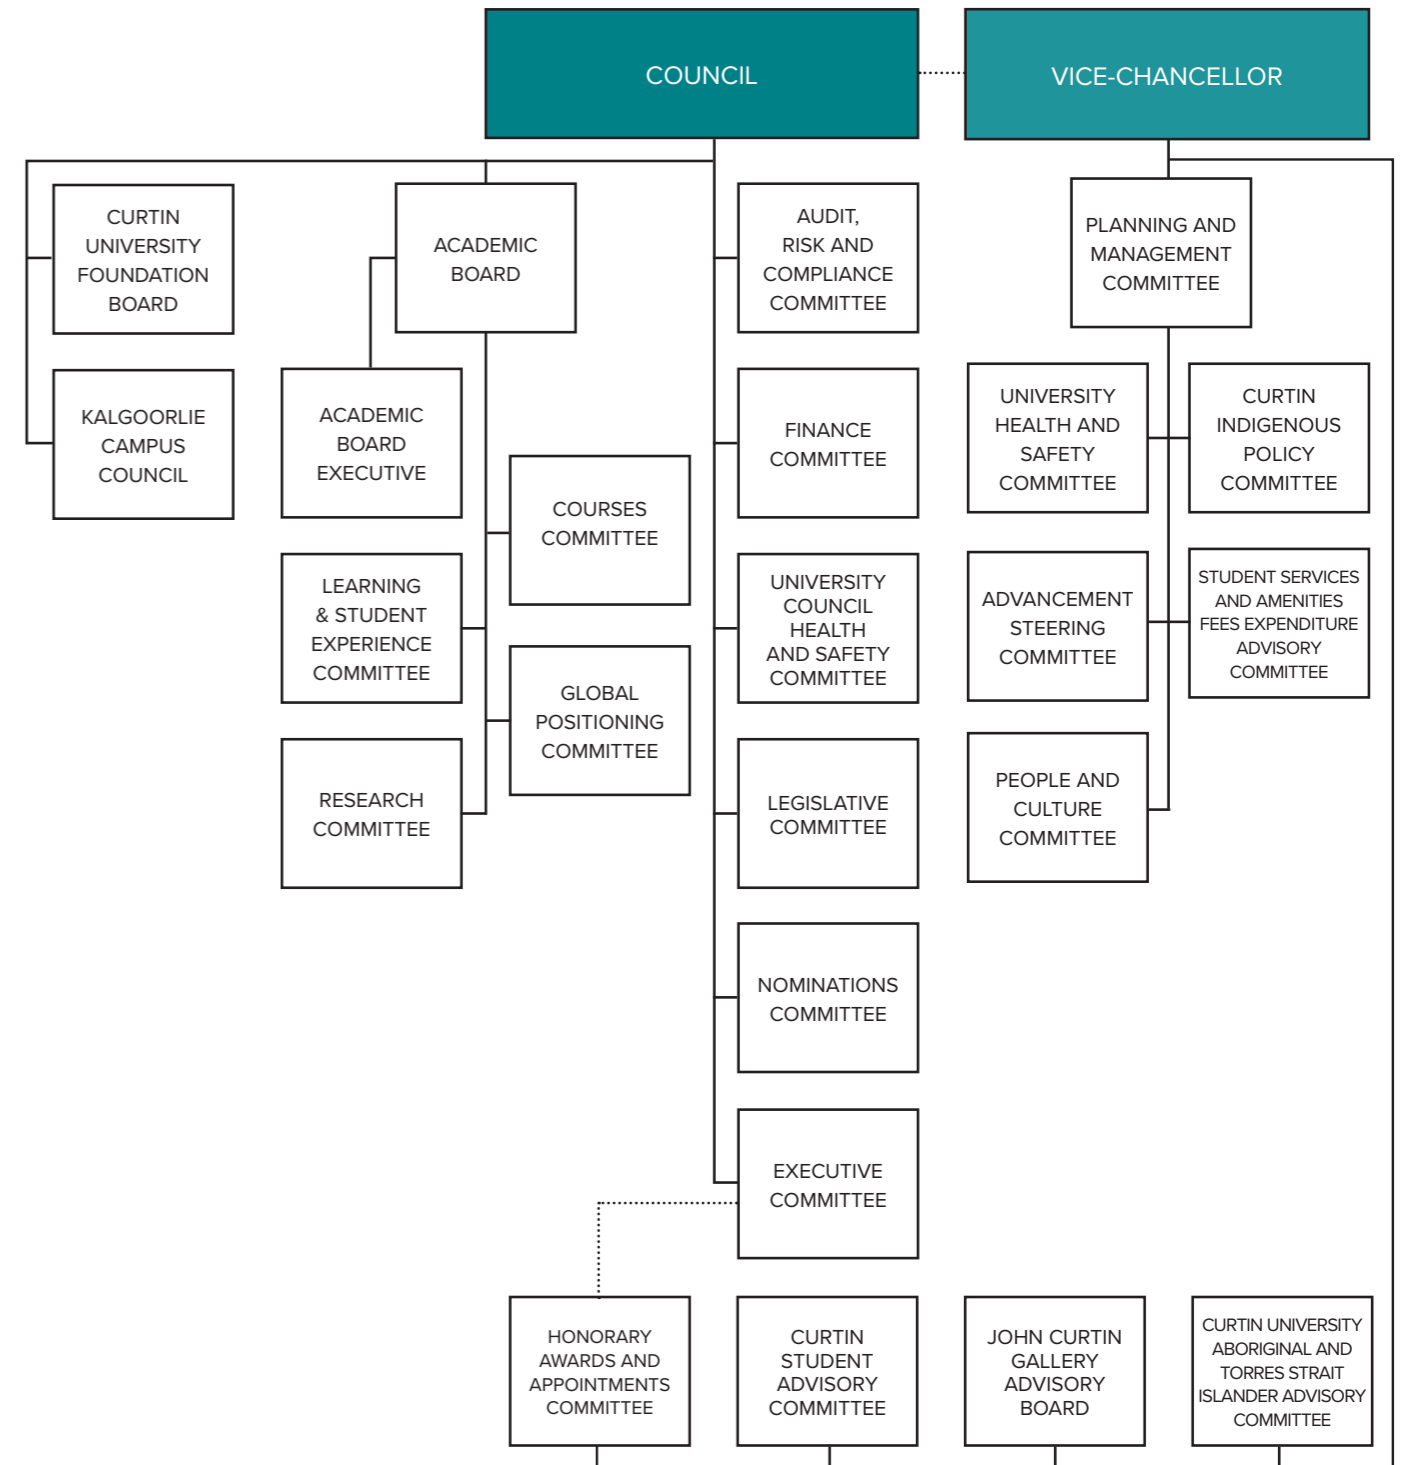 COUNCIL
VICE-CHANCELLOR
CURTIN
UNIVERSITY
FOUNDATION
BOARD
ACADEMIC
BOARD
AUDIT,
RISK AND
COMPLIANCE
COMMITTEE
PLANNING AND
MANAGEMENT
COMMITTEE
KALGOORLIE
CAMPUS
COUNCIL
ACADEMIC
BOARD
EXECUTIVE
COURSES
COMMITTEE
FINANCE
COMMITTEE
UNIVERSITY
HEALTH AND
SAFETY
COMMITTEE
CURTIN
INDIGENOUS
POLICY
COMMITTEE
LEARNING
& STUDENT
EXPERIENCE
COMMITTEE
GLOBAL
POSITIONING
COMMITTEE
UNIVERSITY
COUNCIL
HEALTH
AND SAFETY
COMMITTEE
ADVANCEMENT
STEERING
COMMITTEE
STUDENT SERVICES
AND AMENITIES
FEES EXPENDITURE
ADVISORY
COMMITTEE
RESEARCH
COMMITTEE
LEGISLATIVE
COMMITTEE
PEOPLE AND
CULTURE
COMMITTEE
NOMINATIONS
COMMITTEE
EXECUTIVE
COMMITTEE
HONORARY
AWARDS AND
APPOINTMENTS
COMMITTEE
CURTIN
STUDENT
ADVISORY
COMMITTEE
JOHN CURTIN
GALLERY
ADVISORY
BOARD
CURTIN UNIVERSITY
ABORIGINAL AND
TORRES STRAIT
ISLANDER ADVISORY
COMMITTEE